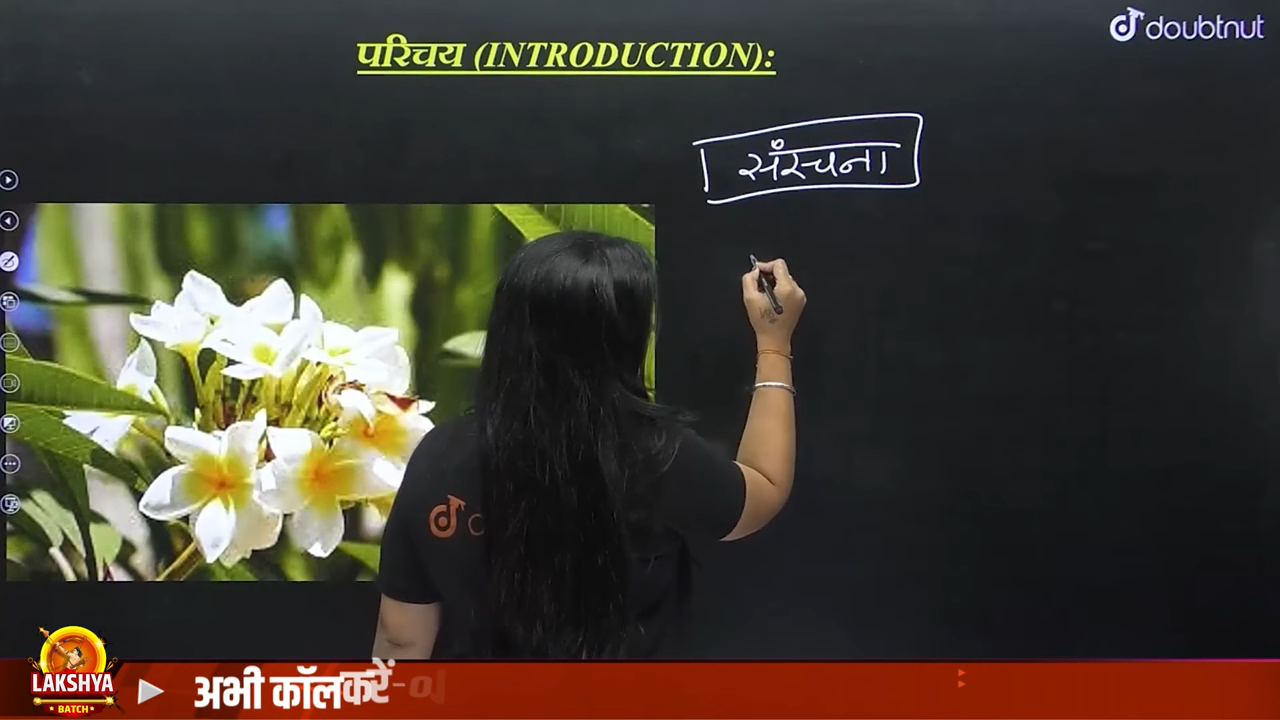 doubtnut
परिचय (INTRODUCTION):
संरचना
LAKSHYA
BATCH
अभी कॉल करें